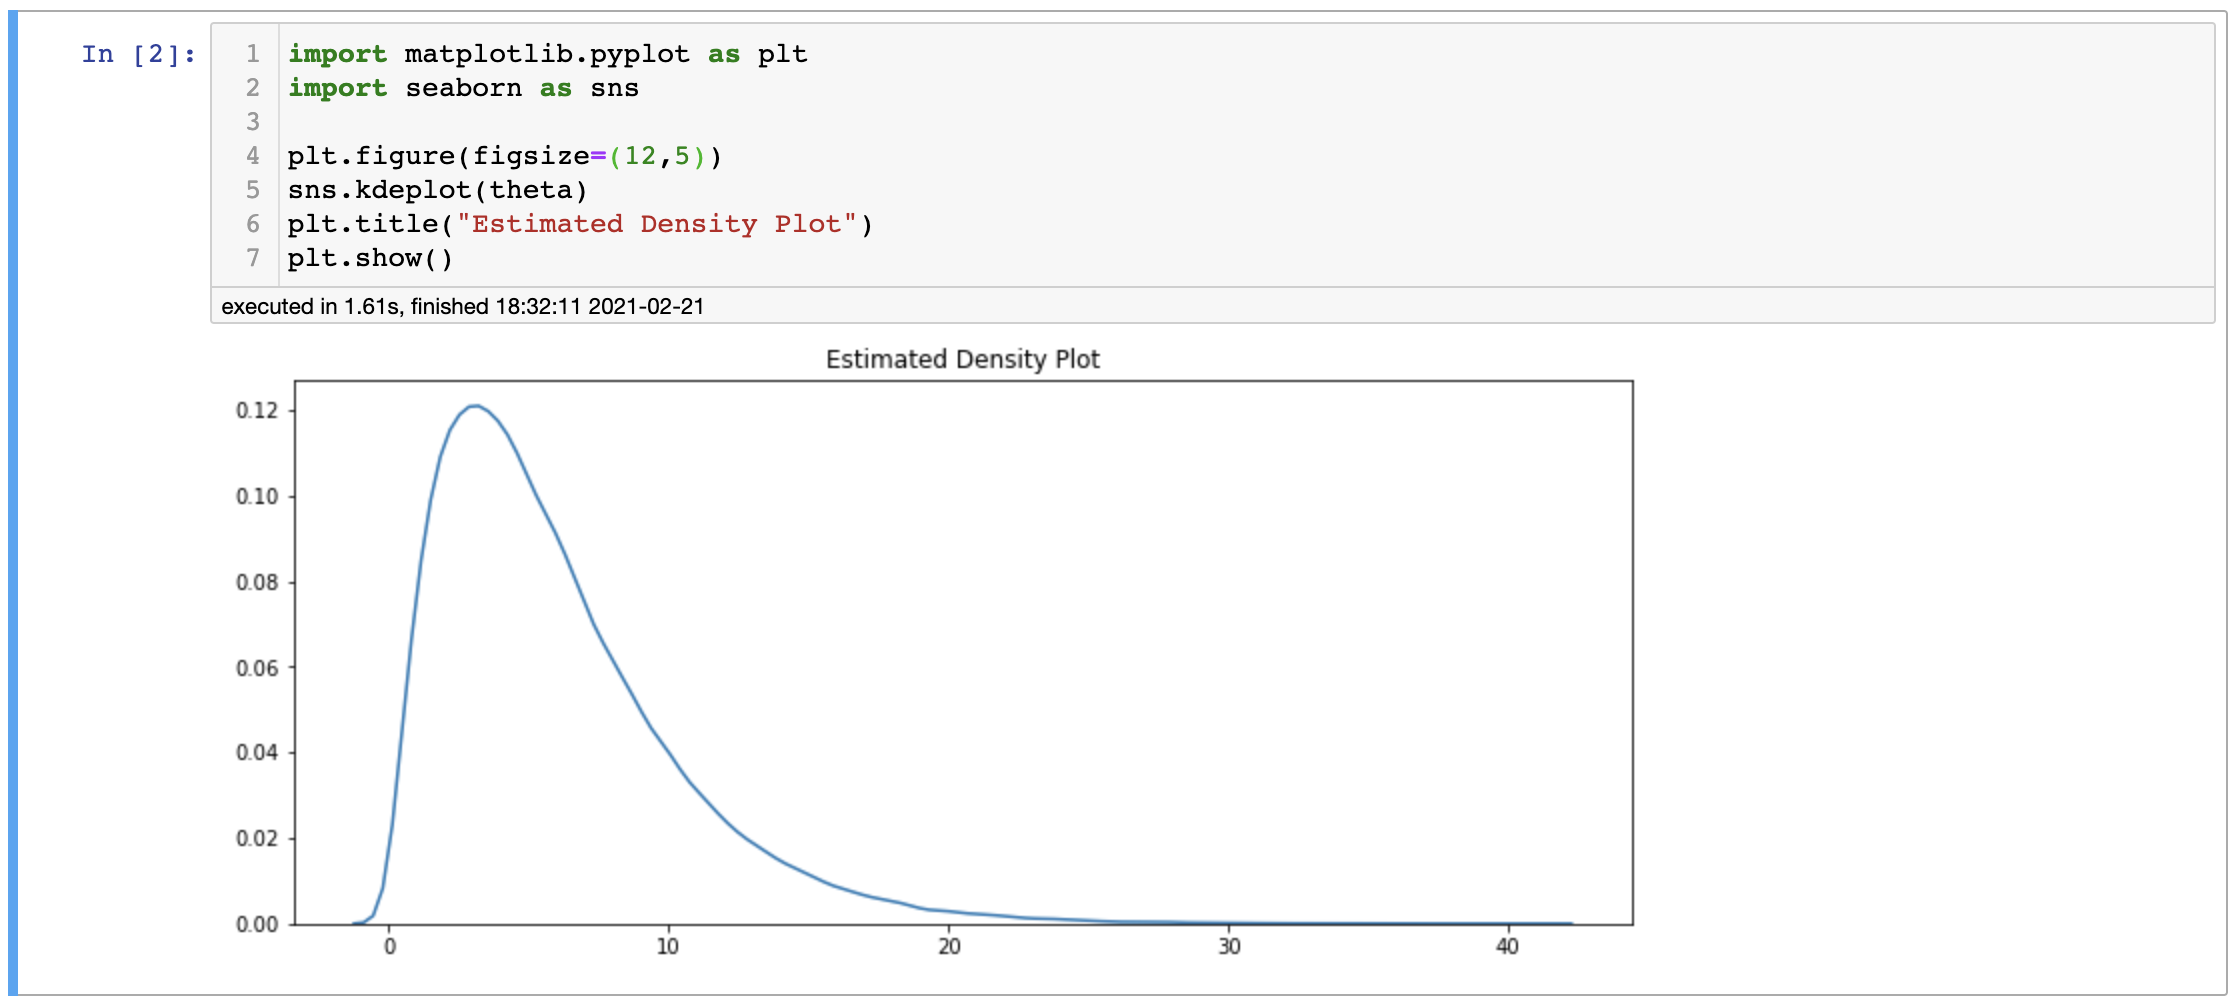 In [2]:
1 import matplotlib.pyplot as plt
2 import seaborn as sns
3
4 plt.figure(figsize=(12,5))
5 sns.kdeplot(theta)
6 plt.title("Estimated Density Plot")
7 plt.show()
executed in 1.61s, finished 18:32:11 2021-02-21
Estimated Density Plot
0.12
0.10
0.08
0.06
0.04
0.02
0.00
0 10 20 30 40